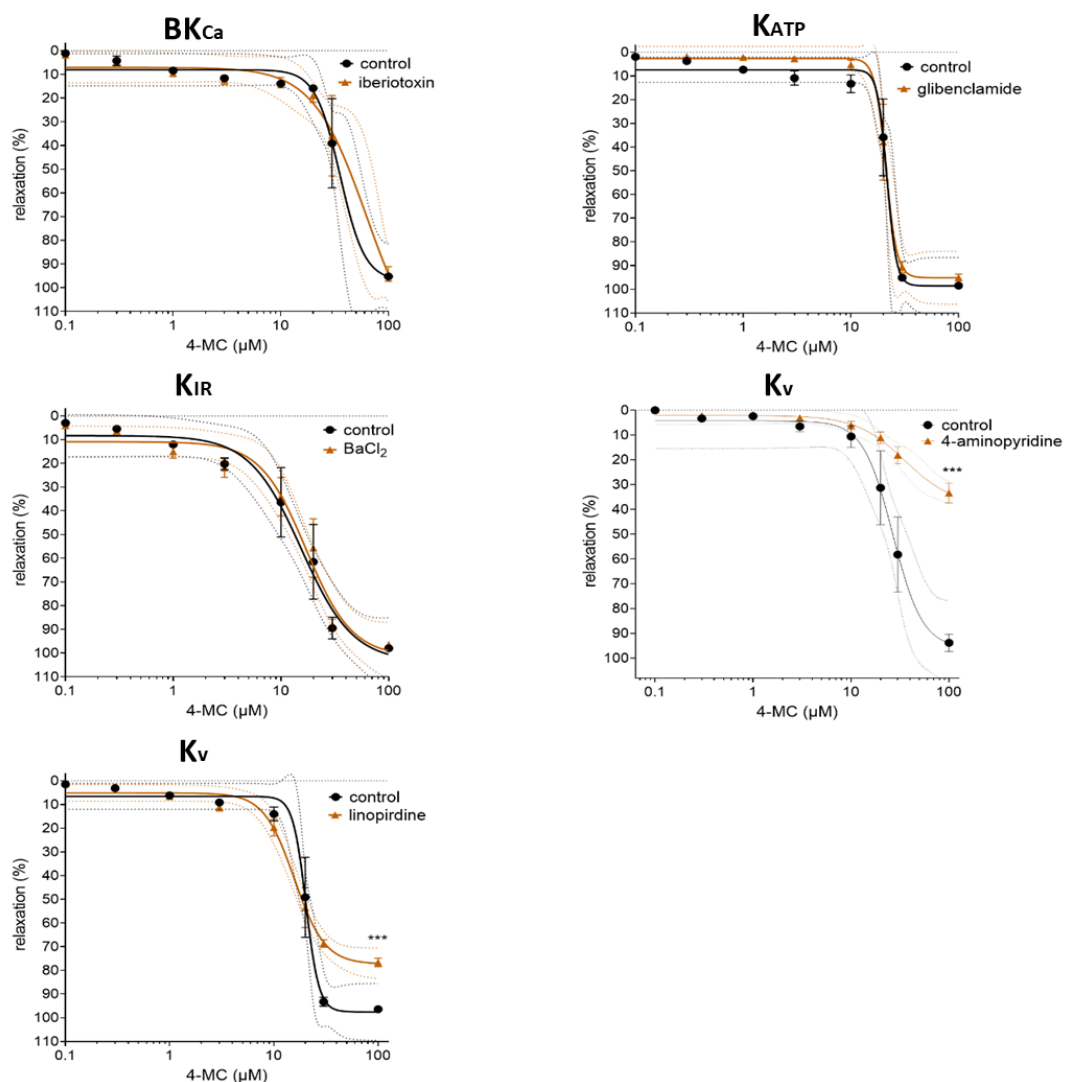 BKCa
0
10
20
30
40
50
60
70
80
90
100
110
relaxation (%)
control
iberiotoxin
0.1 1 10 100
4-MC (µM)
KATP
0
10
20
30
40
50
60
70
80
90
100
110
relaxation (%)
control
glibenclamide
0.1 1 10 100
4-MC (µM)
KIR
0
10
20
30
40
50
60
70
80
90
100
110
relaxation (%)
control
BaCl₂
0.1 1 10 100
4-MC (µM)
Kv
0
10
20
30
40
50
60
70
80
90
100
relaxation (%)
control
4-aminopyridine
***
0.1 1 10 100
4-MC (µM)
Kv
0
10
20
30
40
50
60
70
80
90
100
110
relaxation (%)
control
linopirdine
***
0.1 1 10 100
4-MC (µM)